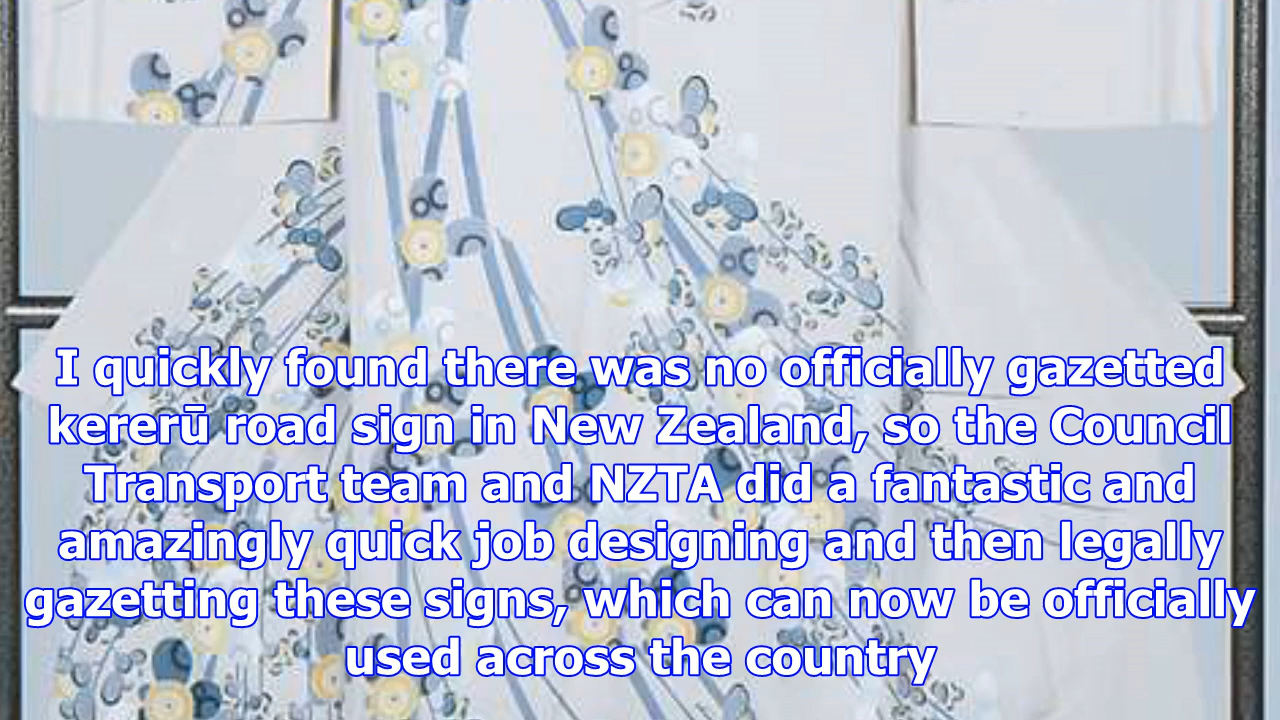 I quickly found there was no officially gazetted
kererū road sign in New Zealand, so the Council
Transport team and NZTA did a fantastic and
amazingly quick job designing and then legally
gazetting these signs, which can now be officially
used across the country